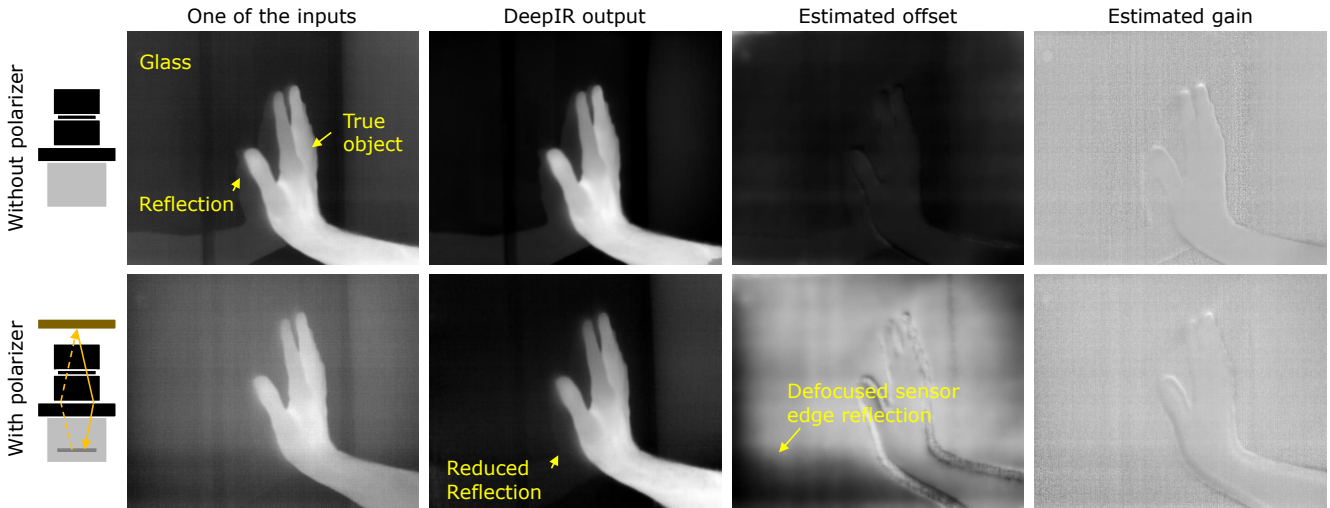 One of the inputs
DeepIR output
Estimated offset
Estimated gain
Without polarizer
Glass
True
object
Reflection
With polarizer
Reduced
Reflection
Defocused sensor
edge reflection